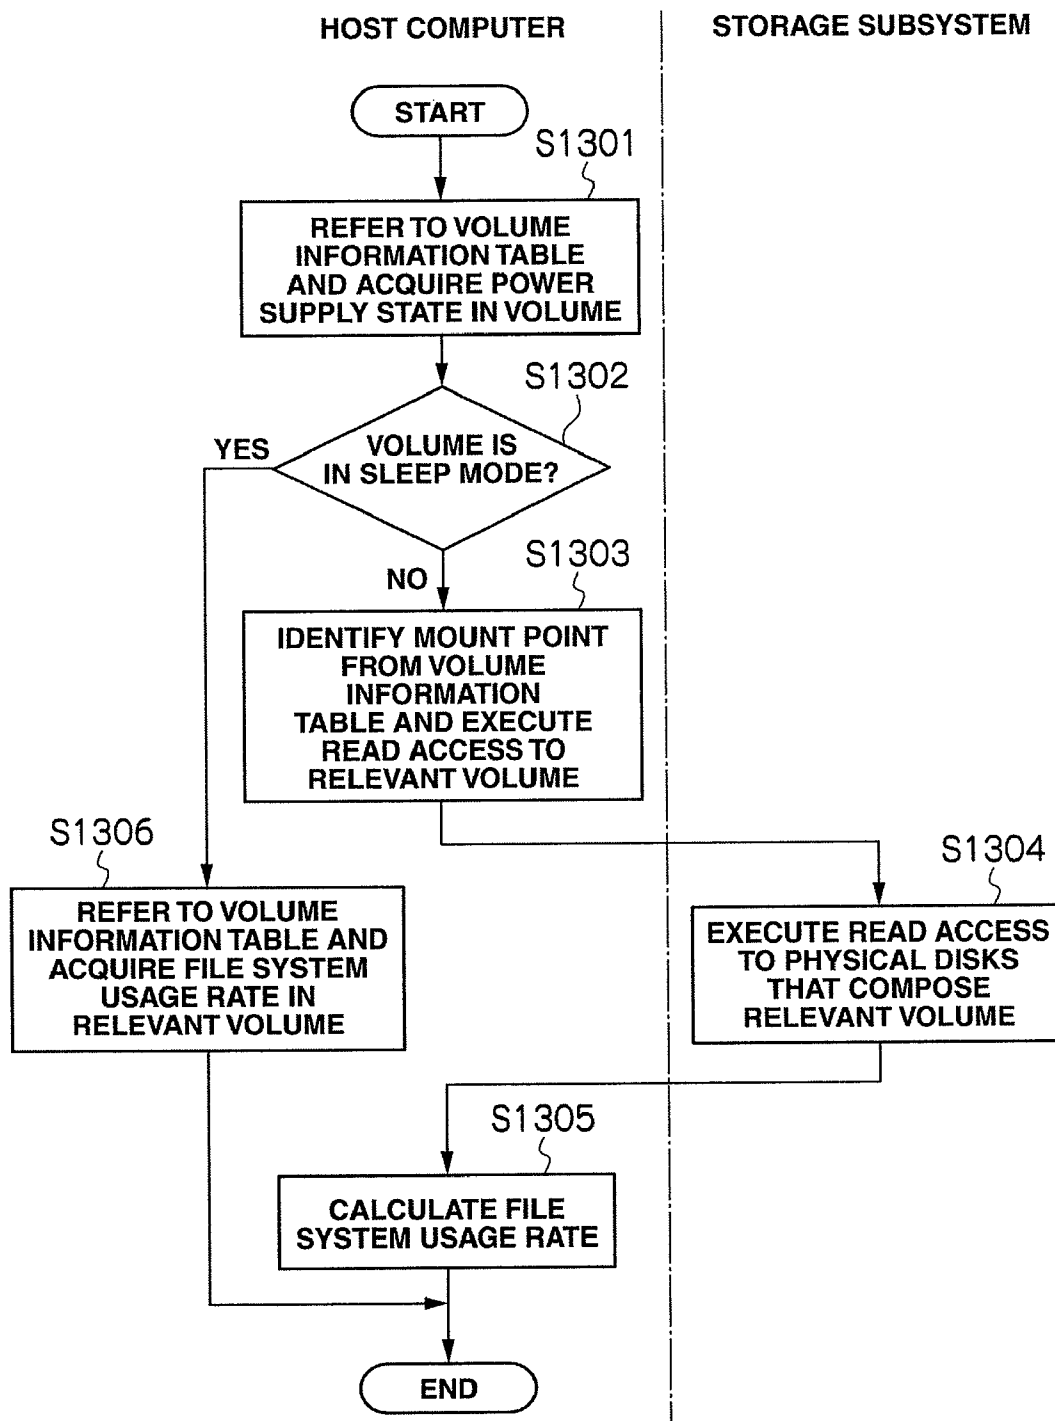 HOST COMPUTER
STORAGE SUBSYSTEM
START
S1301
REFER TO VOLUME
INFORMATION TABLE
AND ACQUIRE POWER
SUPPLY STATE IN VOLUME
S1302
YES
VOLUME IS
IN SLEEP MODE?
NO
S1303
IDENTIFY MOUNT POINT
FROM VOLUME
INFORMATION
TABLE AND EXECUTE
READ ACCESS TO
RELEVANT VOLUME
S1306
REFER TO VOLUME
INFORMATION TABLE AND
ACQUIRE FILE SYSTEM
USAGE RATE IN
RELEVANT VOLUME
S1304
EXECUTE READ ACCESS
TO PHYSICAL DISKS
THAT COMPOSE
RELEVANT VOLUME
S1305
CALCULATE FILE
SYSTEM USAGE RATE
END